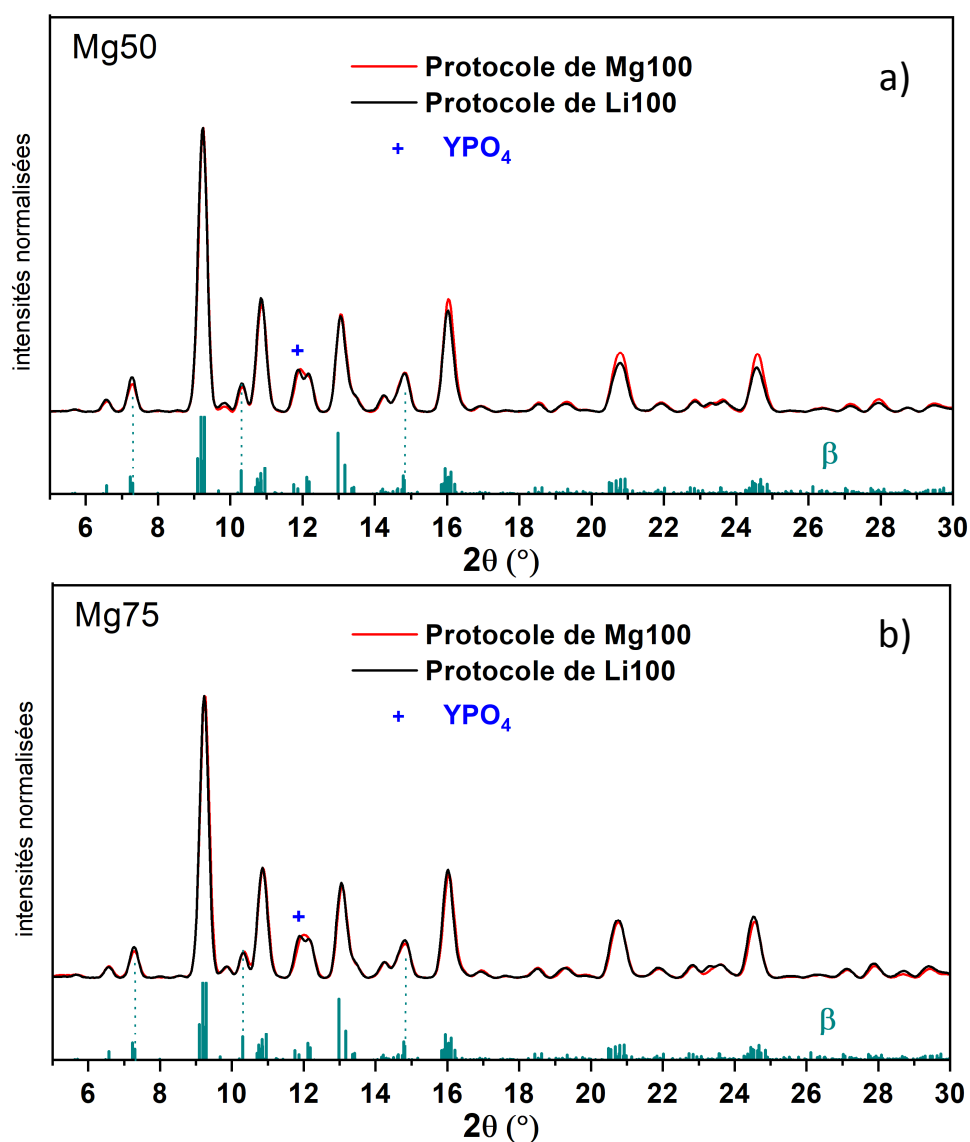 Mg50
a)
Protocole de Mg100
Protocole de Li100
+ YPO₄
+
intensités normalisées
β
6 8 10 12 14 16 18 20 22 24 26 28 30
2θ (°)
Mg75
b)
Protocole de Mg100
Protocole de Li100
+ YPO₄
+
intensités normalisées
β
6 8 10 12 14 16 18 20 22 24 26 28 30
2θ (°)